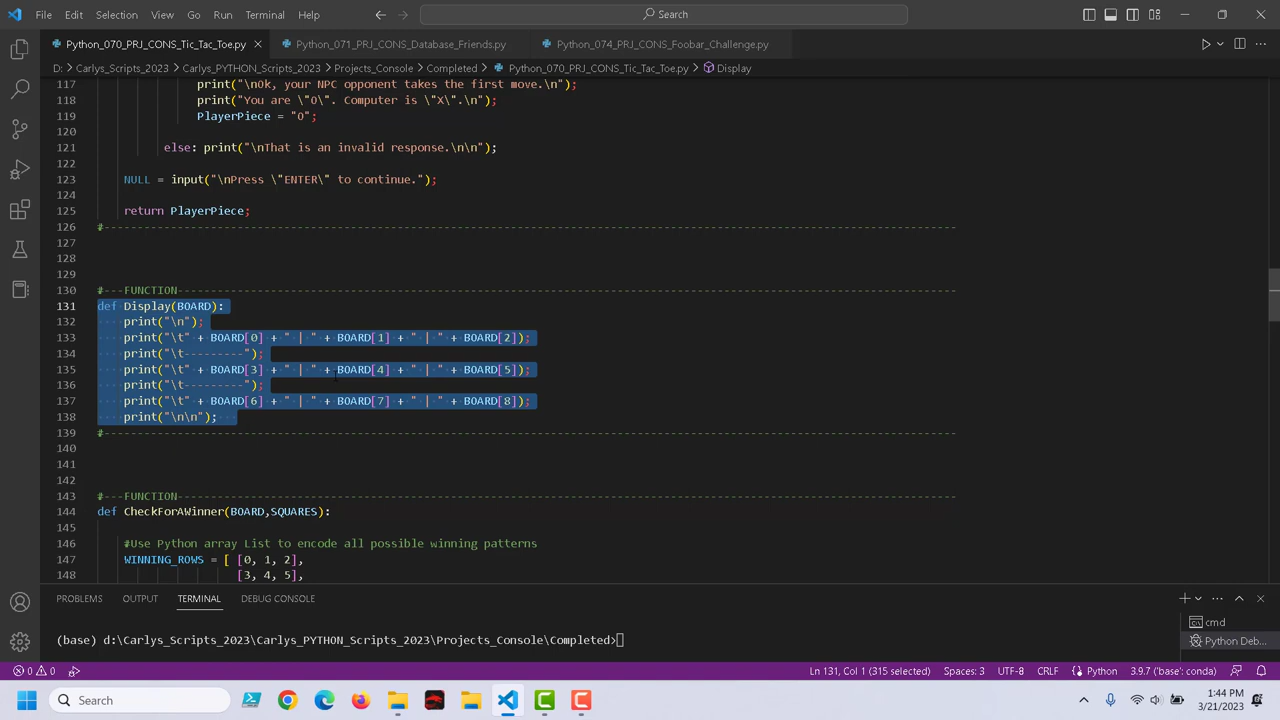 File Edit Selection View Go Run Terminal Help Search
Python_070_PRJ_CONS_Tic_Tac_Toe.py Python_071_PRJ_CONS_Database_Friends.py Python_074_PRJ_CONS_Foobar_Challenge.py
D: > Carlys_Scripts_2023 > Carlys_PYTHON_Scripts_2023 > Projects_Console > Completed > Python_070_PRJ_CONS_Tic_Tac_Toe.py > Display
117 print("\nOk, your NPC opponent takes the first move.\n");
118 print("You are \"O\". Computer is \"X\".\n");
119 PlayerPiece = "O";
120
121 else: print("\nThat is an invalid response.\n\n");
122
123 NULL = input("\nPress \"ENTER\" to continue.");
124
125 return PlayerPiece;
126 #--------------------------------------------------------------------------------------------------------------------------------
127
128
129
130 #---FUNCTION---------------------------------------------------------------------------------------------------------------------
131 def Display(BOARD):
132 print("\n");
133 print("\t" + BOARD[0] + " | " + BOARD[1] + " | " + BOARD[2]);
134 print("\t---------");
135 print("\t" + BOARD[3] + " | " + BOARD[4] + " | " + BOARD[5]);
136 print("\t---------");
137 print("\t" + BOARD[6] + " | " + BOARD[7] + " | " + BOARD[8]);
138 print("\n\n");
139 #--------------------------------------------------------------------------------------------------------------------------------
140
141
142
143 #---FUNCTION---------------------------------------------------------------------------------------------------------------------
144 def CheckForAWinner(BOARD,SQUARES):
145
146 #Use Python array List to encode all possible winning patterns
147 WINNING_ROWS = [ [0, 1, 2],
148 [3, 4, 5],
PROBLEMS OUTPUT TERMINAL DEBUG CONSOLE
cmd
(base) d:\Carlys_Scripts_2023\Carlys_PYTHON_Scripts_2023\Projects_Console\Completed>
Python Deb...
0 0 Ln 131, Col 1 (315 selected) Spaces: 3 UTF-8 CRLF Python 3.9.7 ('base': conda)
Search 1:44 PM
3/21/2023